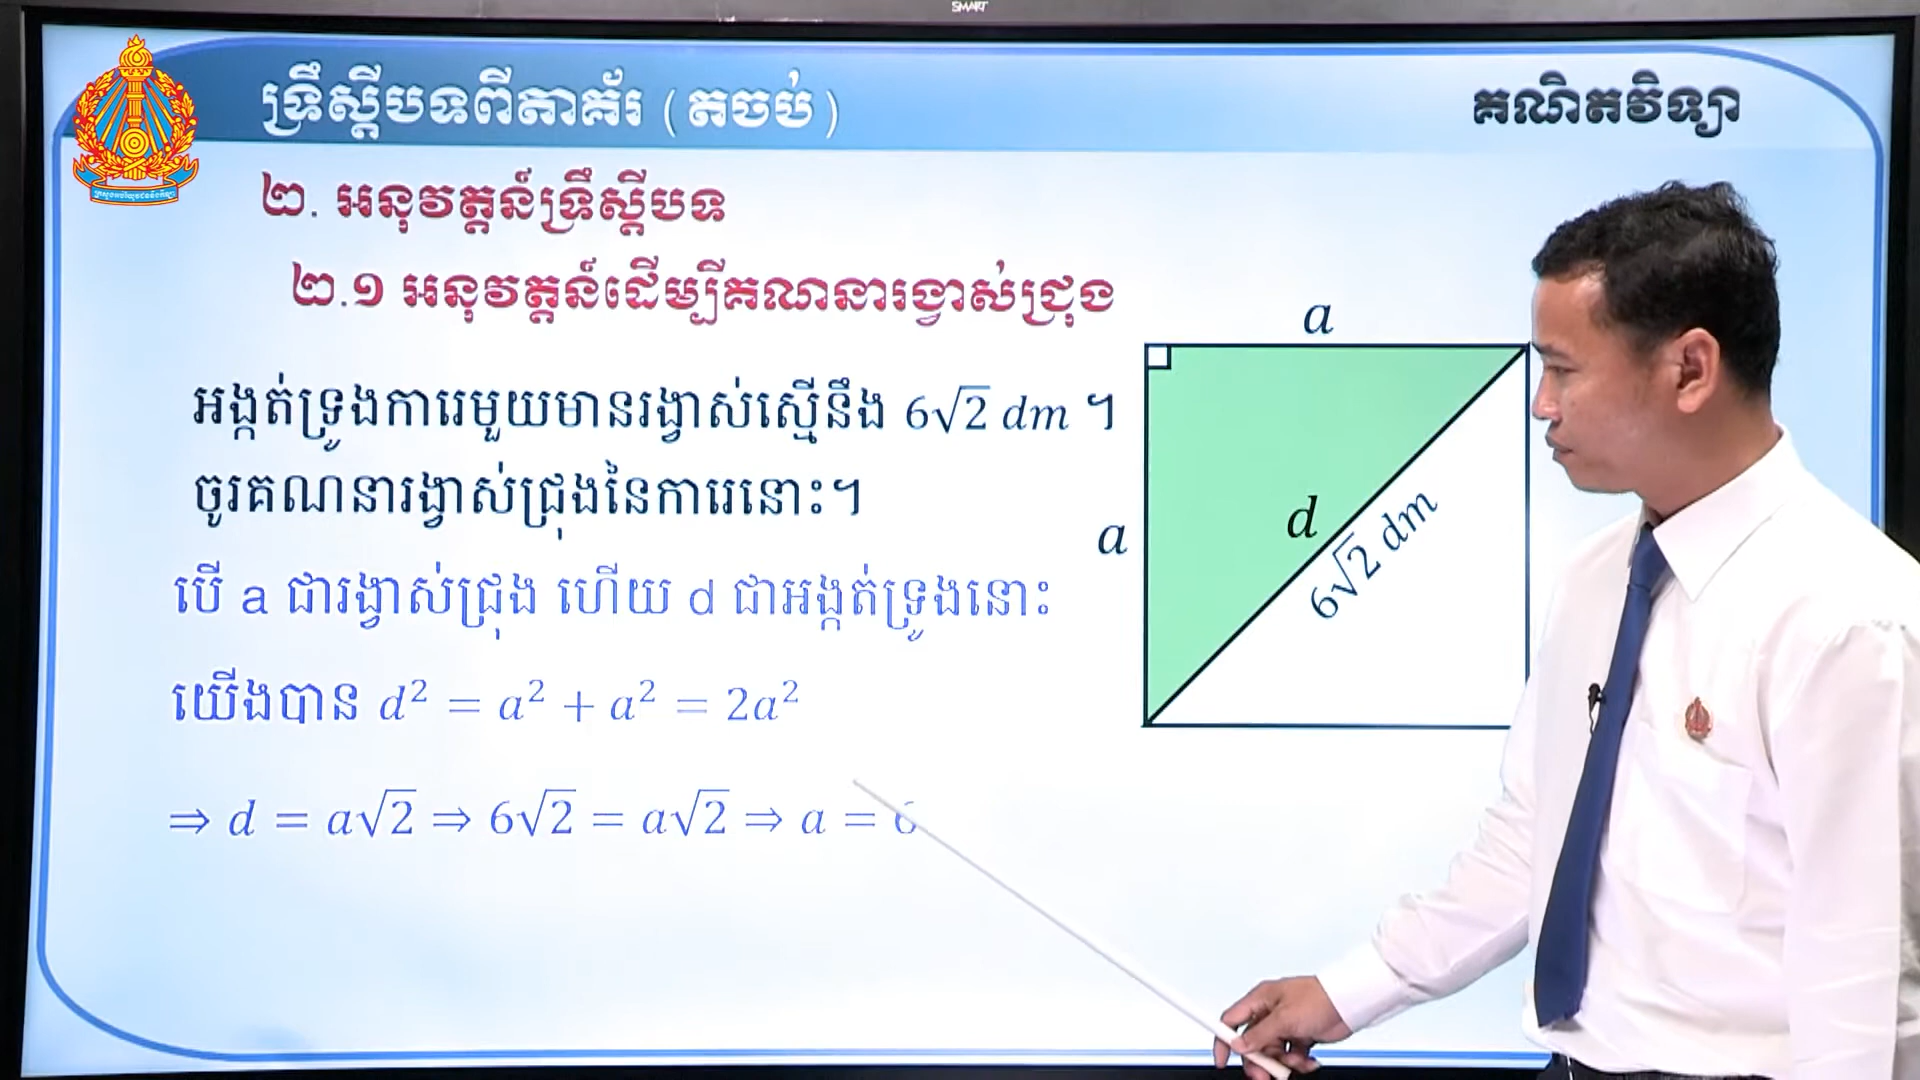 SMART
ទ្រឹស្តីបទពីតាគ័រ (តចប់)
គណិតវិទ្យា
២. អនុវត្តន៍ទ្រឹស្តីបទ
២.១ អនុវត្តន៍ដើម្បីគណនារង្វាស់ជ្រុង
អង្កត់ទ្រូងការេមួយមានរង្វាស់ស្មើនឹង 6√2 dm ។
ចូរគណនារង្វាស់ជ្រុងនៃការេនោះ។
បើ a ជារង្វាស់ជ្រុង ហើយ d ជាអង្កត់ទ្រូងនោះ
យើងបាន d² = a² + a² = 2a²
⇒ d = a√2 ⇒ 6√2 = a√2 ⇒ a = 6
a
a
d
6√2 dm